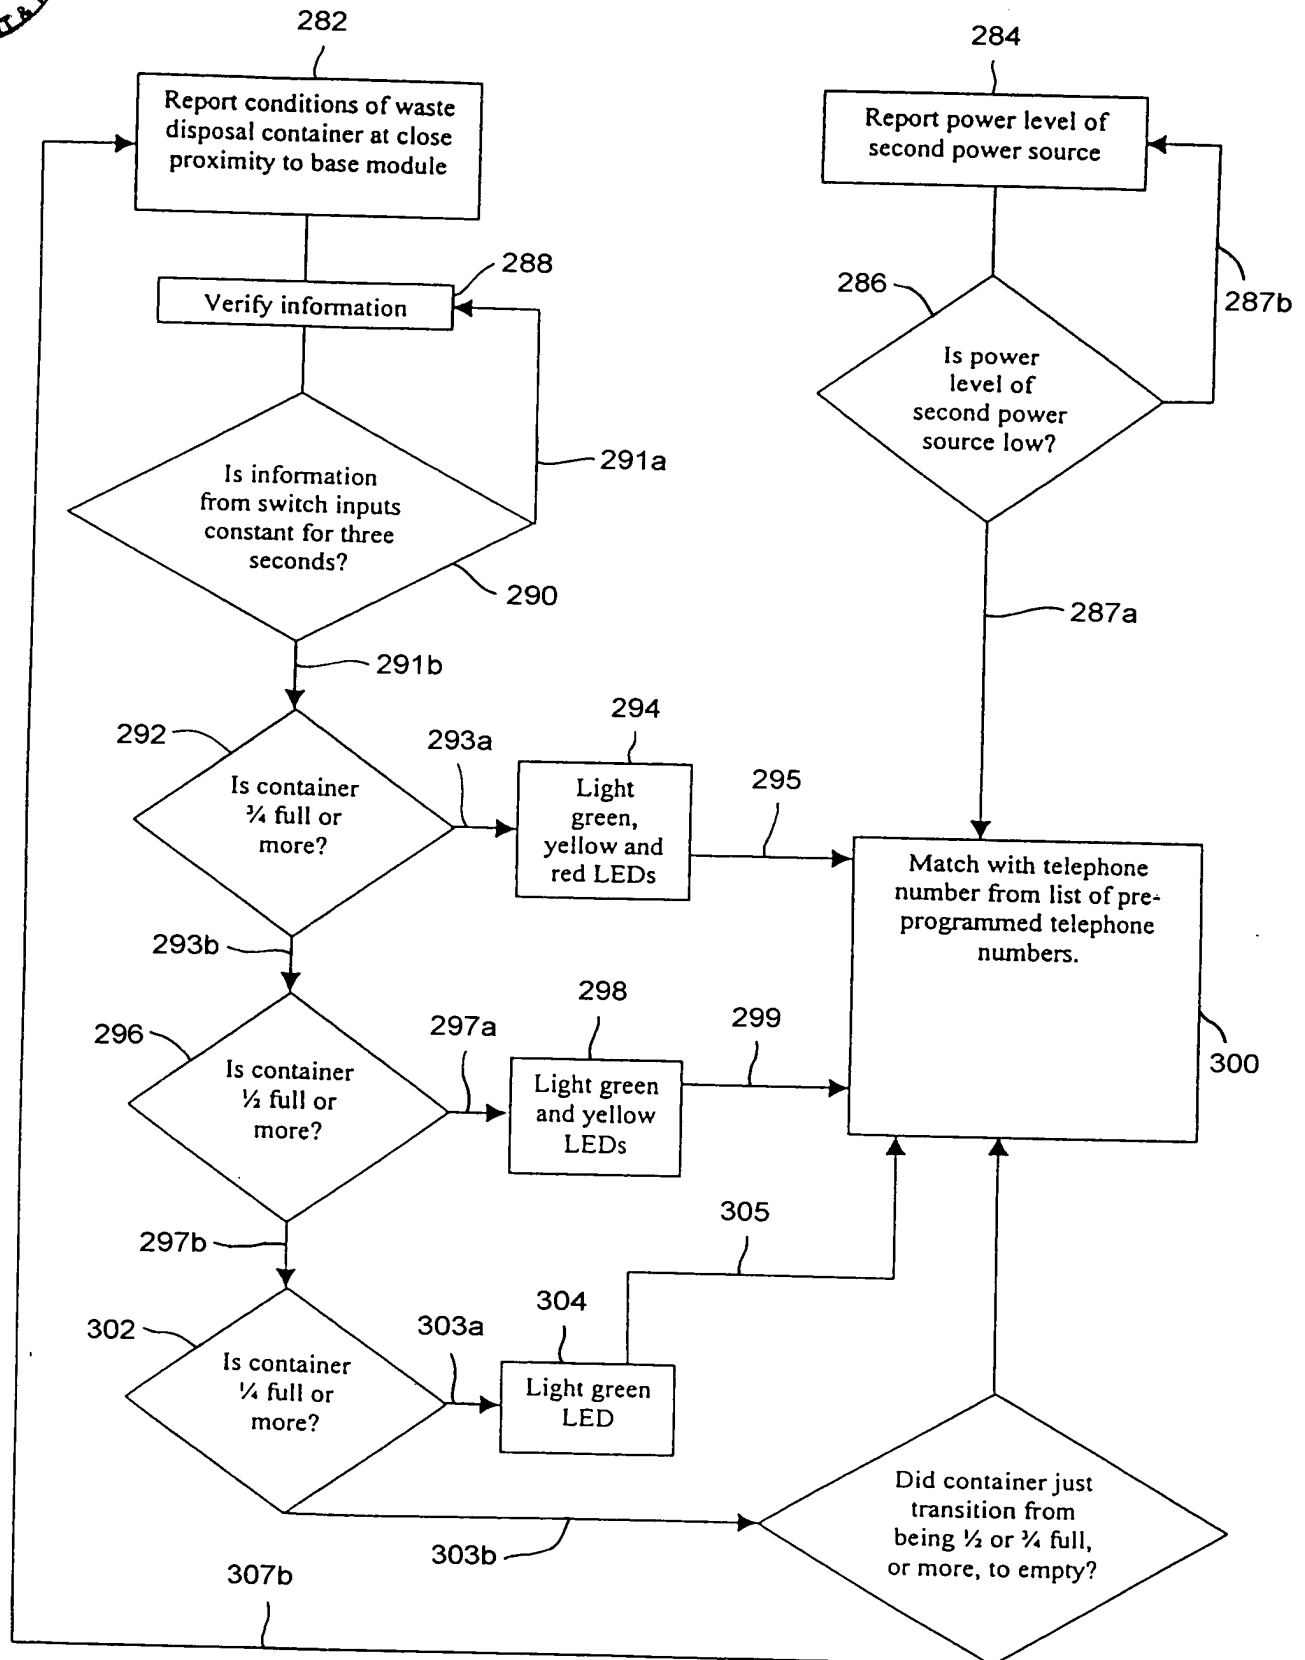 T &
282
Report conditions of waste
disposal container at close
proximity to base module
284
Report power level of
second power source
288
Verify information
286
287b
Is power
level of
second power
source low?
Is information
from switch inputs
constant for three
seconds?
291a
290
287a
291b
292
293a
294
Is container
¾ full or
more?
Light
green,
yellow and
red LEDs
295
Match with telephone
number from list of pre-
programmed telephone
numbers.
300
293b
296
297a
298
299
Is container
½ full or
more?
Light green
and yellow
LEDs
297b
305
302
303a
304
Is container
¼ full or
more?
Light green
LED
303b
Did container just
transition from
being ½ or ¾ full,
or more, to empty?
307b